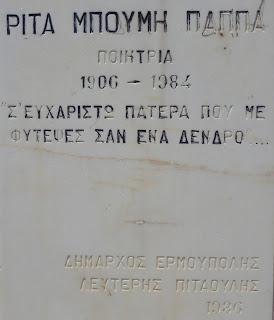 ΡΙΤΑ ΜΠΟΥΜΗ ΠΑΠΠΑ
ΠΟΙΗΤΡΙΑ
1906 - 1984
"Σ' ΕΥΧΑΡΙΣΤΩ ΠΑΤΕΡΑ ΠΟΥ ΜΕ
ΦΥΤΕΨΕΣ ΣΑΝ ΕΝΑ ΔΕΝΔΡΟ ...
ΔΗΜΑΡΧΟΣ ΕΡΜΟΥΠΟΛΗΣ
ΛΕΥΤΕΡΗΣ ΠΙΤΑΟΥΛΗΣ
1986